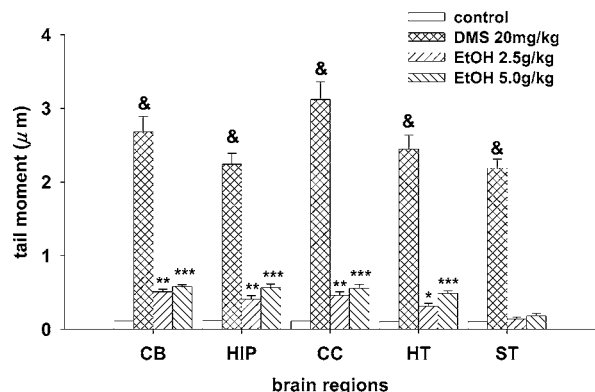 control
DMS 20mg/kg
EtOH 2.5g/kg
EtOH 5.0g/kg
tail moment (μm)
4
3
2
1
0
& ** ***
& ** ***
& ** ***
& * ***
&
CB HIP CC HT ST
brain regions